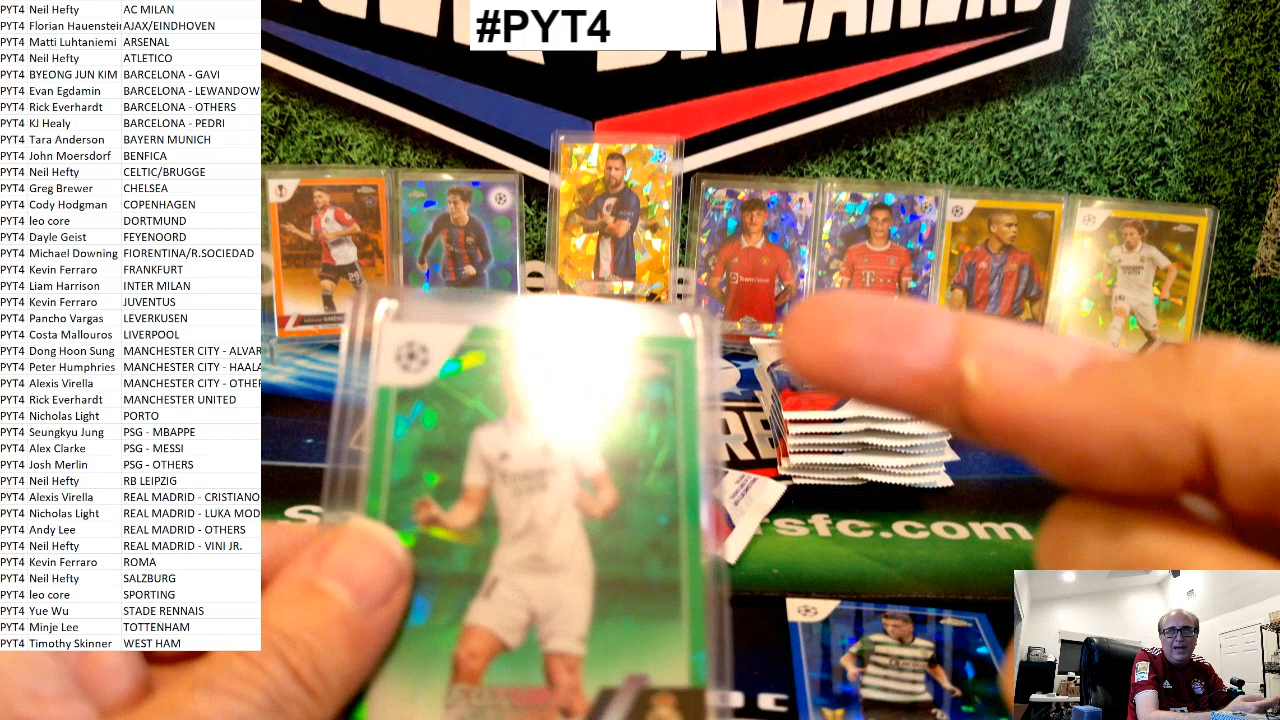 #PYT4
PYT4 Neil Hefty AC MILAN
PYT4 Florian Hauenstein AJAX/EINDHOVEN
PYT4 Matti Luhtaniemi ARSENAL
PYT4 Neil Hefty ATLETICO
PYT4 BYEONG JUN KIM BARCELONA - GAVI
PYT4 Evan Egdamin BARCELONA - LEWANDOW
PYT4 Rick Everhardt BARCELONA - OTHERS
PYT4 KJ Healy BARCELONA - PEDRI
PYT4 Tara Anderson BAYERN MUNICH
PYT4 John Moersdorf BENFICA
PYT4 Neil Hefty CELTIC/BRUDGE
PYT4 Greg Brewer CHELSEA
PYT4 Cody Hodgman COPENHAGEN
PYT4 leo core DORTMUND
PYT4 Dayle Geist FEYENOORD
PYT4 Michael Downing FIORENTINA/R.SOCIEDAD
PYT4 Kevin Ferraro FRANKFURT
PYT4 Ben Harrison INTER MILAN
PYT4 Kevin Ferraro JUVENTUS
PYT4 Pancho Vargas LEVERKUSEN
PYT4 Connor Amouros LIVERPOOL
PYT4 Dong Hoon Sung MANCHESTER CITY - ALVAR
PYT4 Peter Humphries MANCHESTER CITY - HAALA
PYT4 Alexis Virella MANCHESTER CITY - OTHE
PYT4 Rick Everhardt MANCHESTER UNITED
PYT4 Nicholas Light PORTO
PYT4 Seungkyu Jung PSG - MBAPPE
PYT4 Alex Clarke PSG - MESSI
PYT4 Josh Merlin PSG - OTHERS
PYT4 Neil Hefty RB LEIPZIG
PYT4 Alexis Virella REAL MADRID - CRISTIANO
PYT4 Nicholas Light REAL MADRID - LUKA MOD
PYT4 Andy Lee REAL MADRID - OTHERS
PYT4 Neil Hefty REAL MADRID - VINI JR.
PYT4 Kevin Ferraro ROMA
PYT4 Neil Hefty SALZBURG
PYT4 leo core SPORTING
PYT4 Yue Wu STADE RENNAIS
PYT4 Minje Lee TOTTENHAM
PYT4 Timothy Skinner WEST HAM
rsfc.com